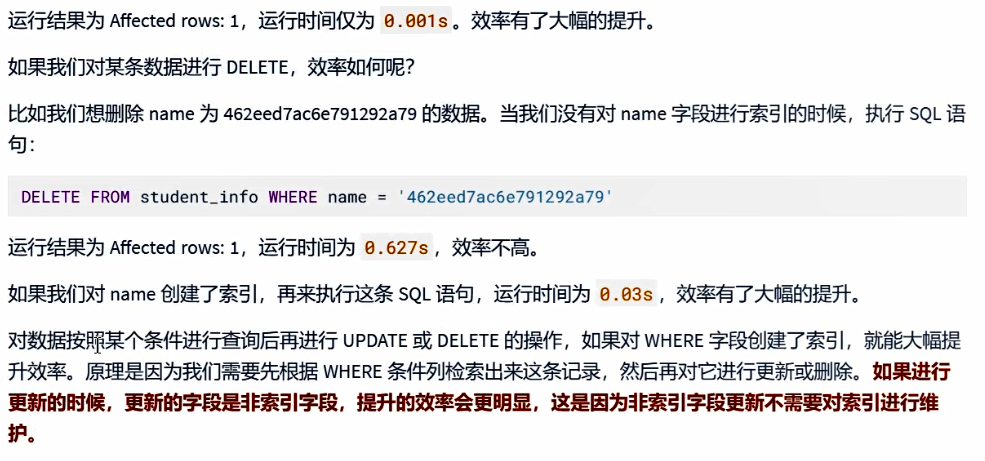 运行结果为 Affected rows: 1，运行时间仅为 0.001s。效率有了大幅的提升。
如果我们对某条数据进行 DELETE，效率如何呢？
比如我们想删除 name 为 462eed7ac6e791292a79 的数据。当我们没有对 name 字段进行索引的时候，执行 SQL 语
句：
DELETE FROM student_info WHERE name = '462eed7ac6e791292a79'
运行结果为 Affected rows: 1，运行时间为 0.627s，效率不高。
如果我们对 name 创建了索引，再来执行这条 SQL 语句，运行时间为 0.03s，效率有了大幅的提升。
对数据按照某个条件进行查询后再进行 UPDATE 或 DELETE 的操作，如果对 WHERE 字段创建了索引，就能大幅提
升效率。原理是因为我们需要先根据 WHERE 条件列检索出来这条记录，然后再对它进行更新或删除。如果进行
更新的时候，更新的字段是非索引字段，提升的效率会更明显，这是因为非索引字段更新不需要对索引进行维
护。